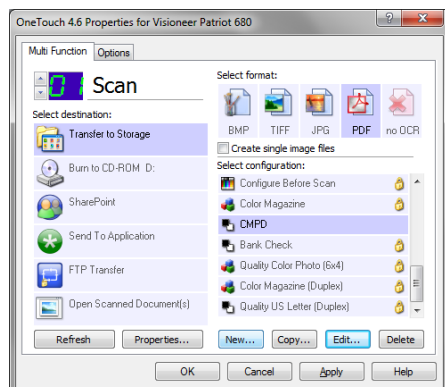 OneTouch 4.6 Properties for Visioneer Patriot 680
Multi Function Options
01 Scan
Select destination:
Transfer to Storage
Burn to CD-ROM D:
SharePoint
Send To Application
FTP Transfer
Open Scanned Document(s)
Refresh Properties...
Select format:
BMP TIFF JPG PDF no OCR
Create single image files
Select configuration:
Configure Before Scan
Color Magazine
CMPD
Bank Check
Quality Color Photo (6x4)
Color Magazine (Duplex)
Quality US Letter (Duplex)
New... Copy... Edit... Delete
OK Cancel Apply Help